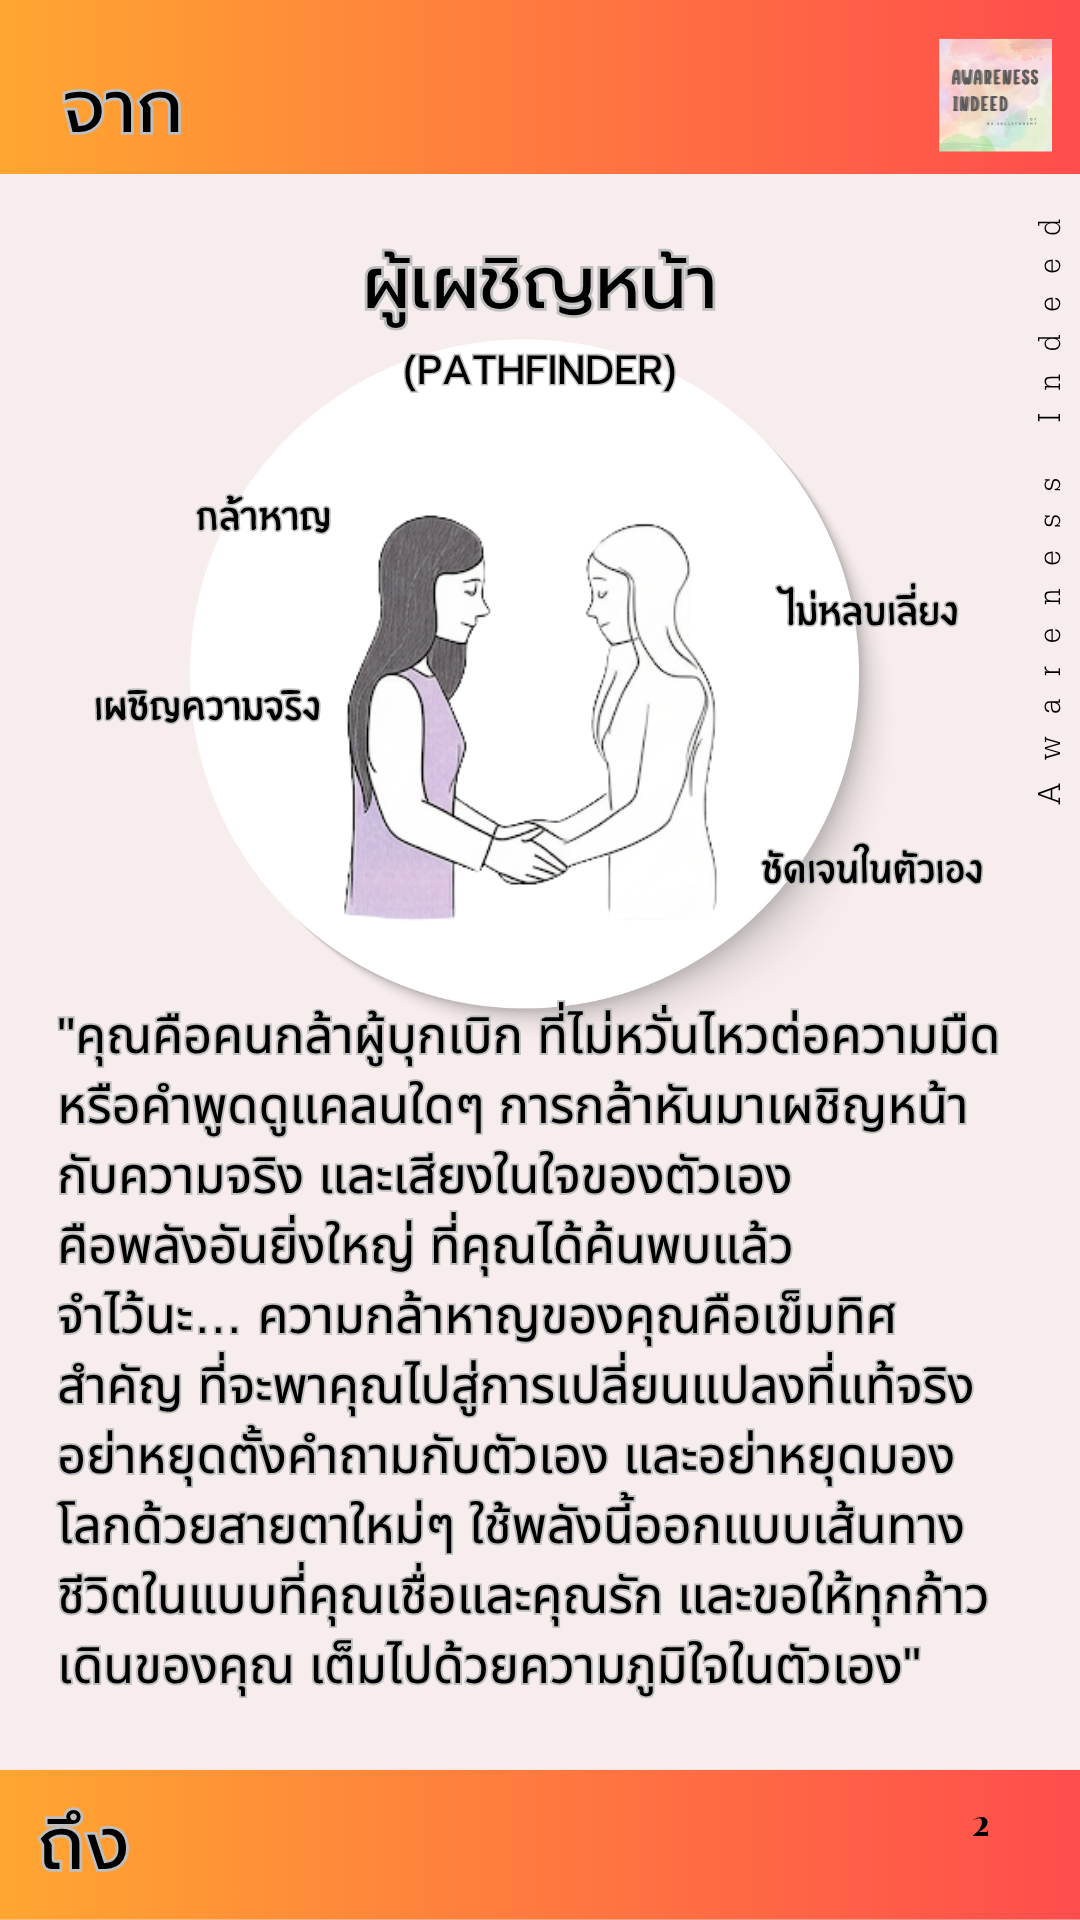 จาก
AWARENESS
INDEED
BY
Awareness Indeed
ผู้เผชิญหน้า
(PATHFINDER)
กล้าหาญ
ไม่หลบเลี่ยง
เผชิญความจริง
ชัดเจนในตัวเอง
"คุณคือคนกล้าผู้บุกเบิก ที่ไม่หวั่นไหวต่อความมืด
หรือคำพูดดูแคลนใดๆ การกล้าหันมาเผชิญหน้า
กับความจริง และเสียงในใจของตัวเอง
คือพลังอันยิ่งใหญ่ ที่คุณได้ค้นพบแล้ว
จำไว้นะ... ความกล้าหาญของคุณคือเข็มทิศ
สำคัญ ที่จะพาคุณไปสู่การเปลี่ยนแปลงที่แท้จริง
อย่าหยุดตั้งคำถามกับตัวเอง และอย่าหยุดมอง
โลกด้วยสายตาใหม่ๆ ใช้พลังนี้ออกแบบเส้นทาง
ชีวิตในแบบที่คุณเชื่อและคุณรัก และขอให้ทุกก้าว
เดินของคุณ เต็มไปด้วยความภูมิใจในตัวเอง"
ถึง
2